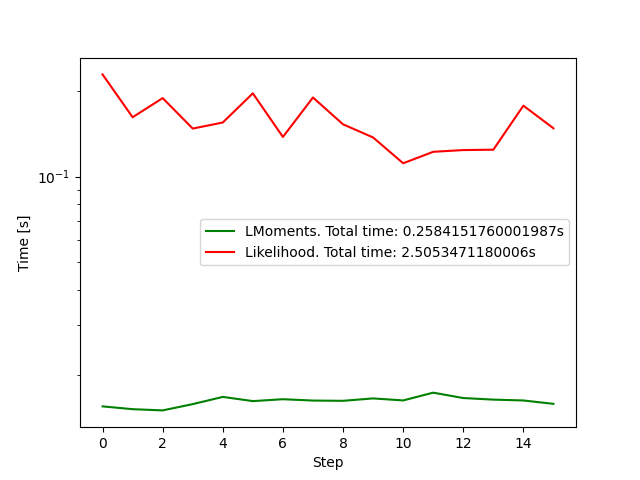 10⁻¹
Time [s]
LMoments. Total time: 0.2584151760001987s
Likelihood. Total time: 2.5053471180006s
0 2 4 6 8 10 12 14
Step